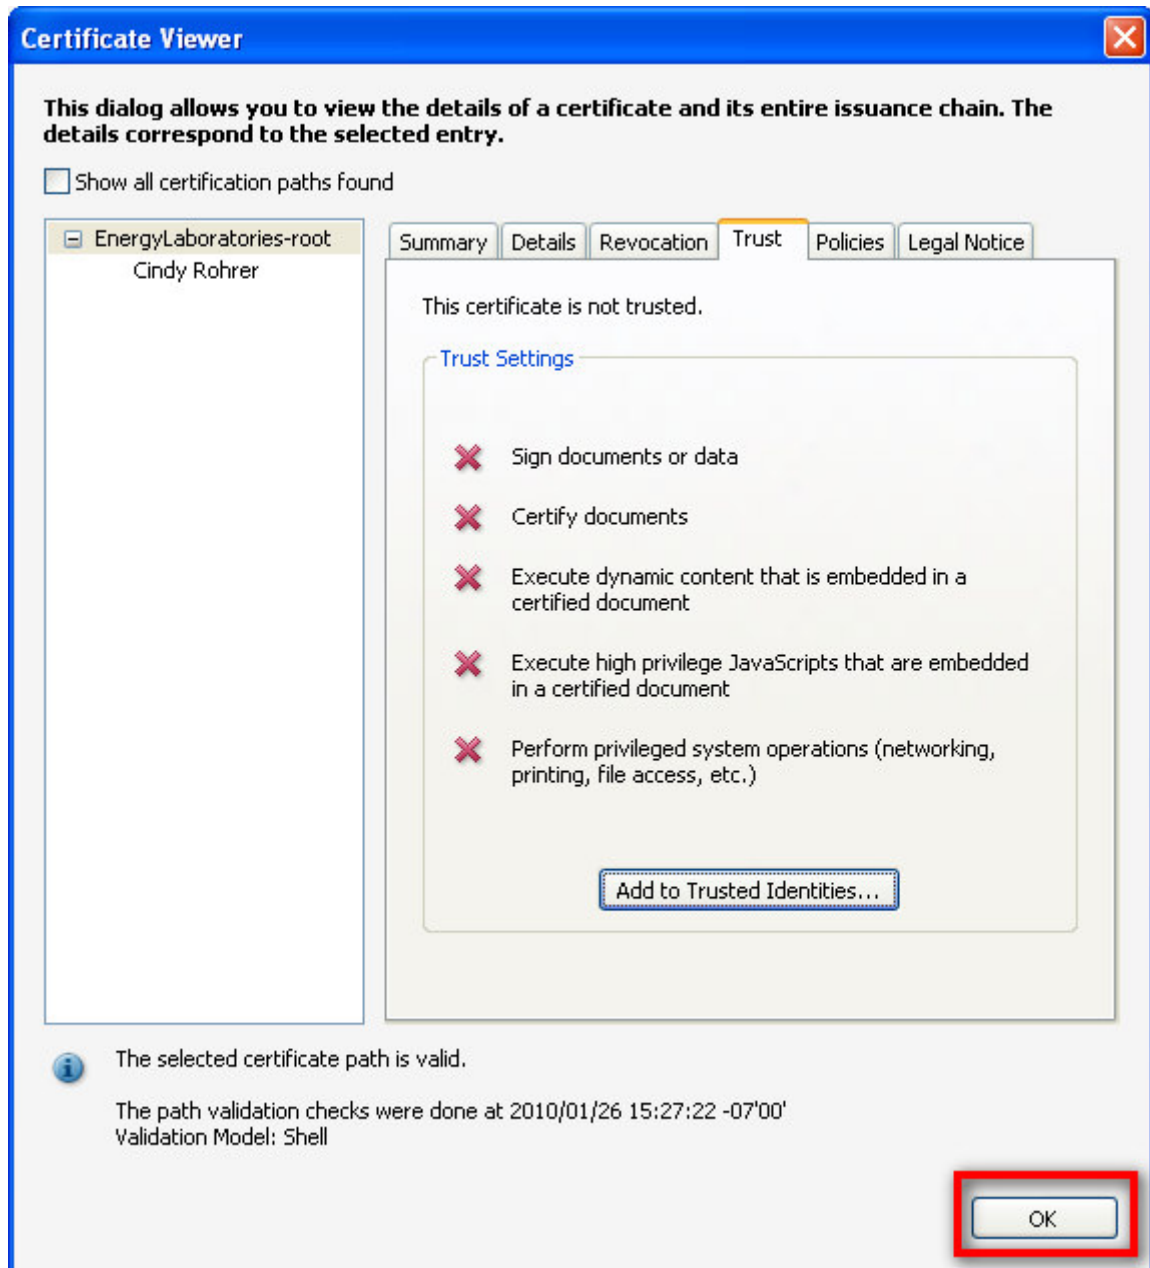 Certificate Viewer
This dialog allows you to view the details of a certificate and its entire issuance chain. The
details correspond to the selected entry.
Show all certification paths found
EnergyLaboratories-root
Cindy Rohrer
Summary Details Revocation Trust Policies Legal Notice
This certificate is not trusted.
Trust Settings
Sign documents or data
Certify documents
Execute dynamic content that is embedded in a
certified document
Execute high privilege JavaScripts that are embedded
in a certified document
Perform privileged system operations (networking,
printing, file access, etc.)
Add to Trusted Identities...
The selected certificate path is valid.
The path validation checks were done at 2010/01/26 15:27:22 -07'00'
Validation Model: Shell
OK